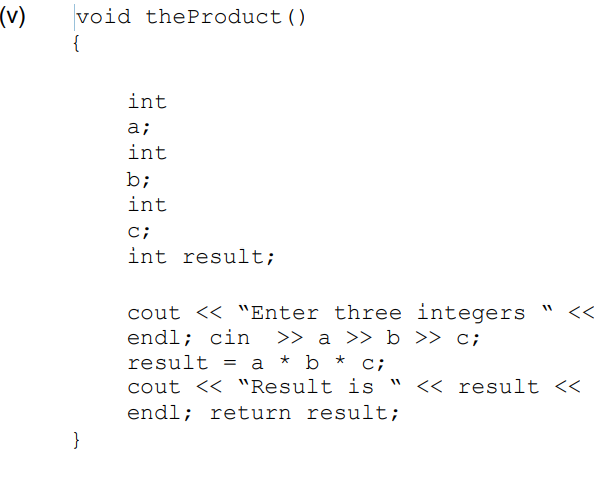 (v) void theProduct()
{
int
a;
int
b;
int
c;
int result;
cout << “Enter three integers “ <<
endl; cin  >> a >> b >> c;
result = a * b * c;
cout << “Result is “ << result <<
endl; return result;
}